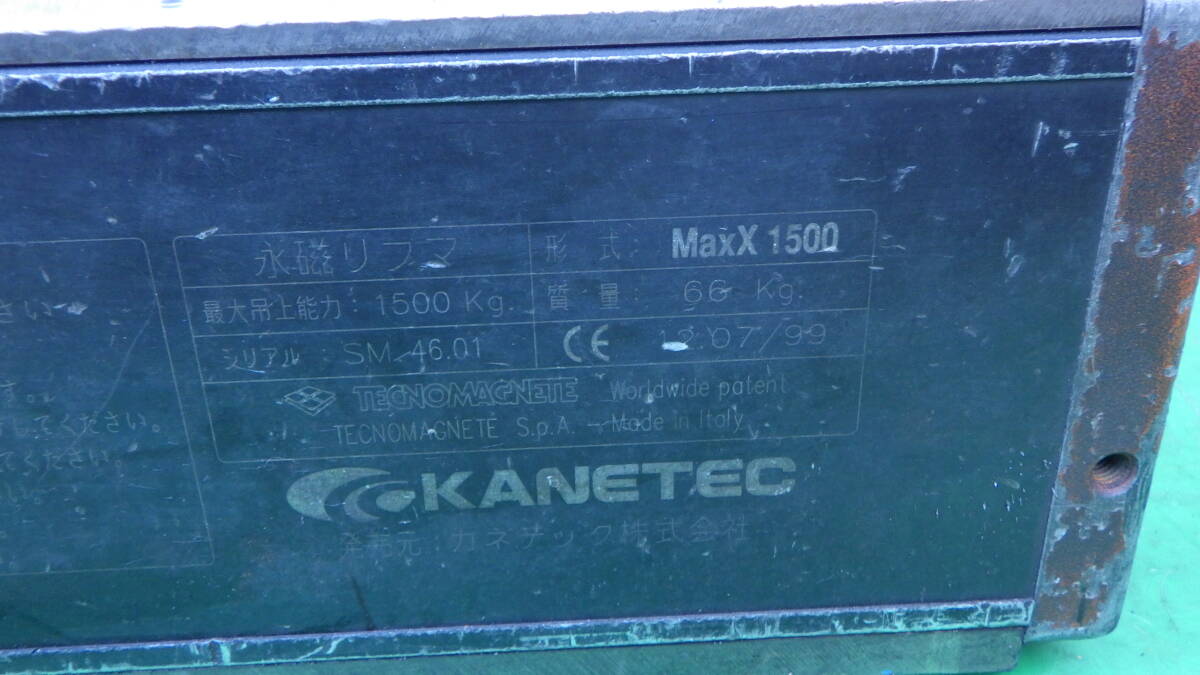 さい
す。
してください。
てください。
い。
永磁リフマ
形 式: MaxX 1500
最大吊上能力: 1500 Kg.
質 量: 66 Kg.
シリアル : SM 46.01
CE
07/99
TECNOMAGNETE Worldwide patent
TECNOMAGNETE S.p.A. - Made in Italy
KANETEC
発売元:カネテック株式会社